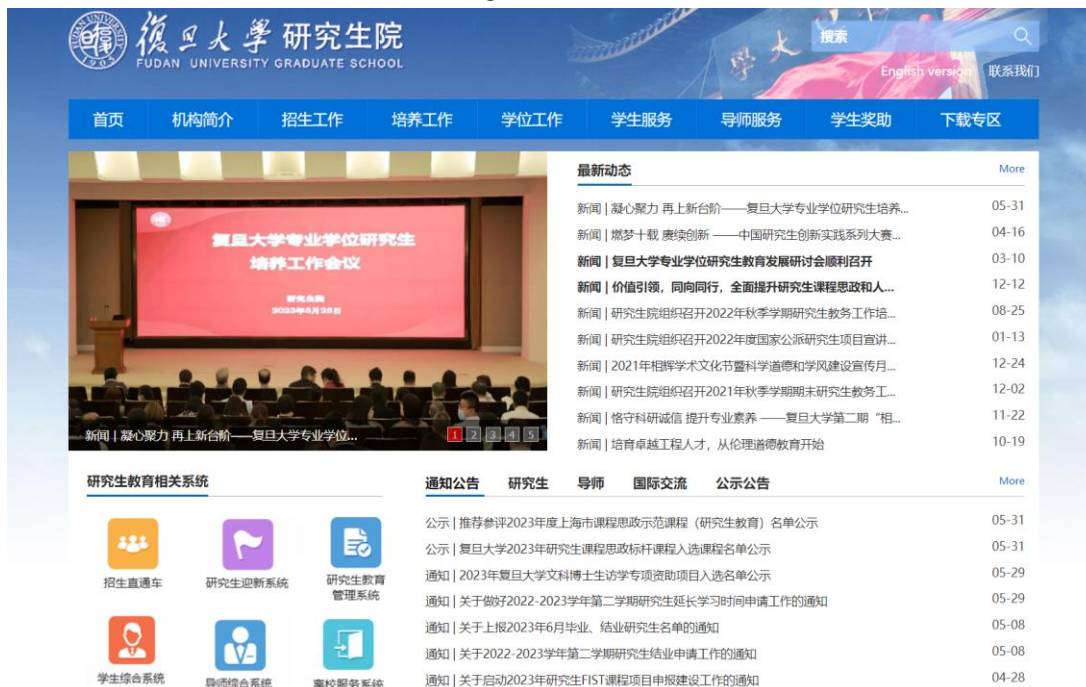 復旦大學 研究生院
FUDAN UNIVERSITY GRADUATE SCHOOL
搜索
English version 联系我们
首页 机构简介 招生工作 培养工作 学位工作 学生服务 导师服务 学生奖助 下载专区
复旦大学专业学位研究生
培养工作会议
研究生院
新闻 | 凝心聚力 再上新台阶——复旦大学专业学位...
1 2 3 4 5
最新动态 More
新闻 | 凝心聚力 再上新台阶——复旦大学专业学位研究生培养... 05-31
新闻 | 燃梦十载 赓续创新 ——中国研究生创新实践系列大赛... 04-16
新闻 | 复旦大学专业学位研究生教育发展研讨会顺利召开 03-10
新闻 | 价值引领，同向同行，全面提升研究生课程思政和人... 12-12
新闻 | 研究生院组织召开2022年秋季学期研究生教务工作培... 08-25
新闻 | 研究生院组织召开2022年度国家公派研究生项目宣讲... 01-13
新闻 | 2021年相辉学术文化节暨科学道德和学风建设宣传月... 12-24
新闻 | 研究生院组织召开2021年秋季学期期末研究生教务工... 12-02
新闻 | 恪守科研诚信 提升专业素养 ——复旦大学第二期“相... 11-22
新闻 | 培育卓越工程人才，从伦理道德教育开始 10-19
研究生教育相关系统
招生直通车 研究生迎新系统 研究生教育
管理系统
学生综合系统 导师综合系统 离校服务系统
通知公告 研究生 导师 国际交流 公示公告 More
公示 | 推荐参评2023年度上海市课程思政示范课程（研究生教育）名单公示 05-31
公示 | 复旦大学2023年研究生课程思政标杆课程入选课程名单公示 05-31
通知 | 2023年复旦大学文科博士生访学专项资助项目入选名单公示 05-29
通知 | 关于做好2022-2023学年第二学期研究生延长学习时间申请工作的通知 05-29
通知 | 关于上报2023年6月毕业、结业研究生名单的通知 05-08
通知 | 关于2022-2023学年第二学期研究生结业申请工作的通知 05-08
通知 | 关于启动2023年研究生FIST课程项目申报建设工作的通知 04-28